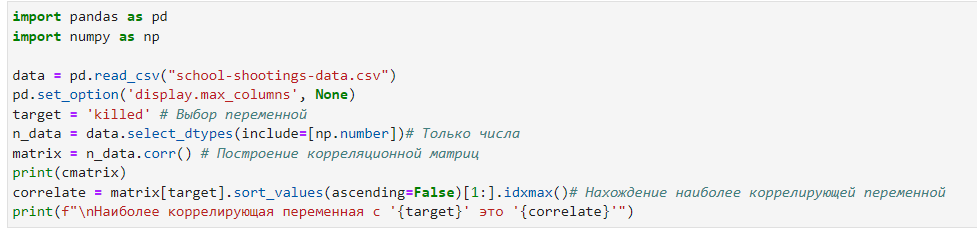 import pandas as pd
import numpy as np
data = pd.read_csv("school-shootings-data.csv")
pd.set_option('display.max_columns', None)
target = 'killed' # Выбор переменной
n_data = data.select_dtypes(include=[np.number])# Только числа
matrix = n_data.corr() # Построение корреляционной матриц
print(cmatrix)
correlate = matrix[target].sort_values(ascending=False)[1:].idxmax()# Нахождение наиболее коррелирующей переменной
print(f"\nНаиболее коррелирующая переменная с '{target}' это '{correlate}'")